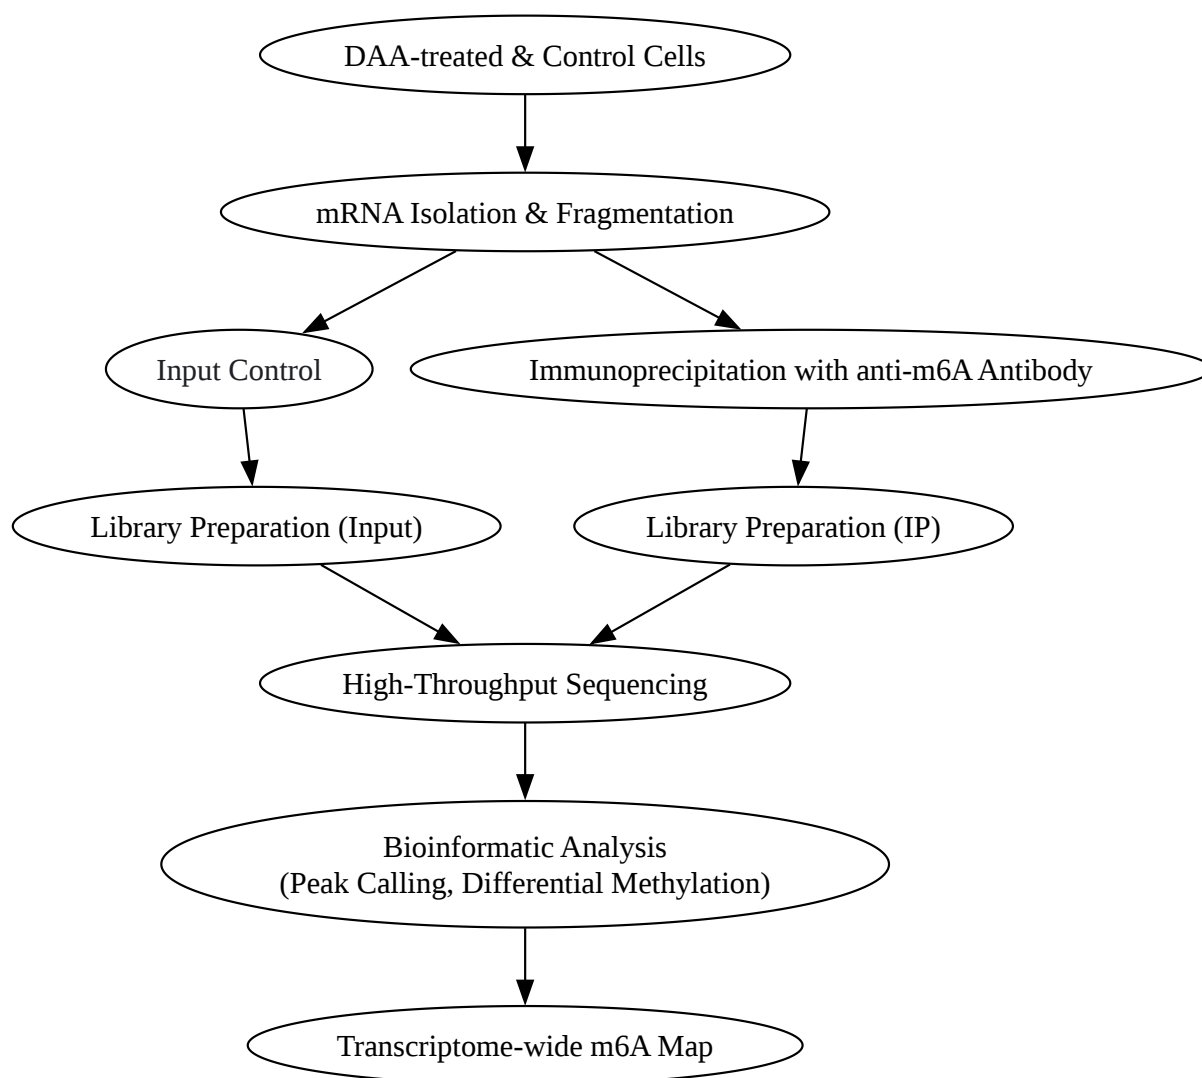 DAA-treated & Control Cells
mRNA Isolation & Fragmentation
Input Control
Immunoprecipitation with anti-m6A Antibody
Library Preparation (Input)
Library Preparation (IP)
High-Throughput Sequencing
Bioinformatic Analysis
(Peak Calling, Differential Methylation)
Transcriptome-wide m6A Map